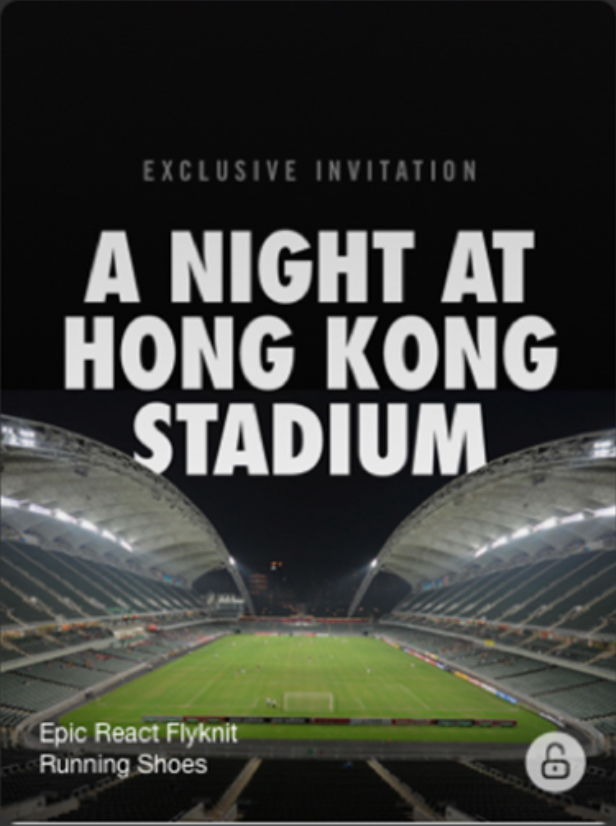 EXCLUSIVE INVITATION
A NIGHT AT
HONG KONG
STADIUM
Epic React Flyknit
Running Shoes